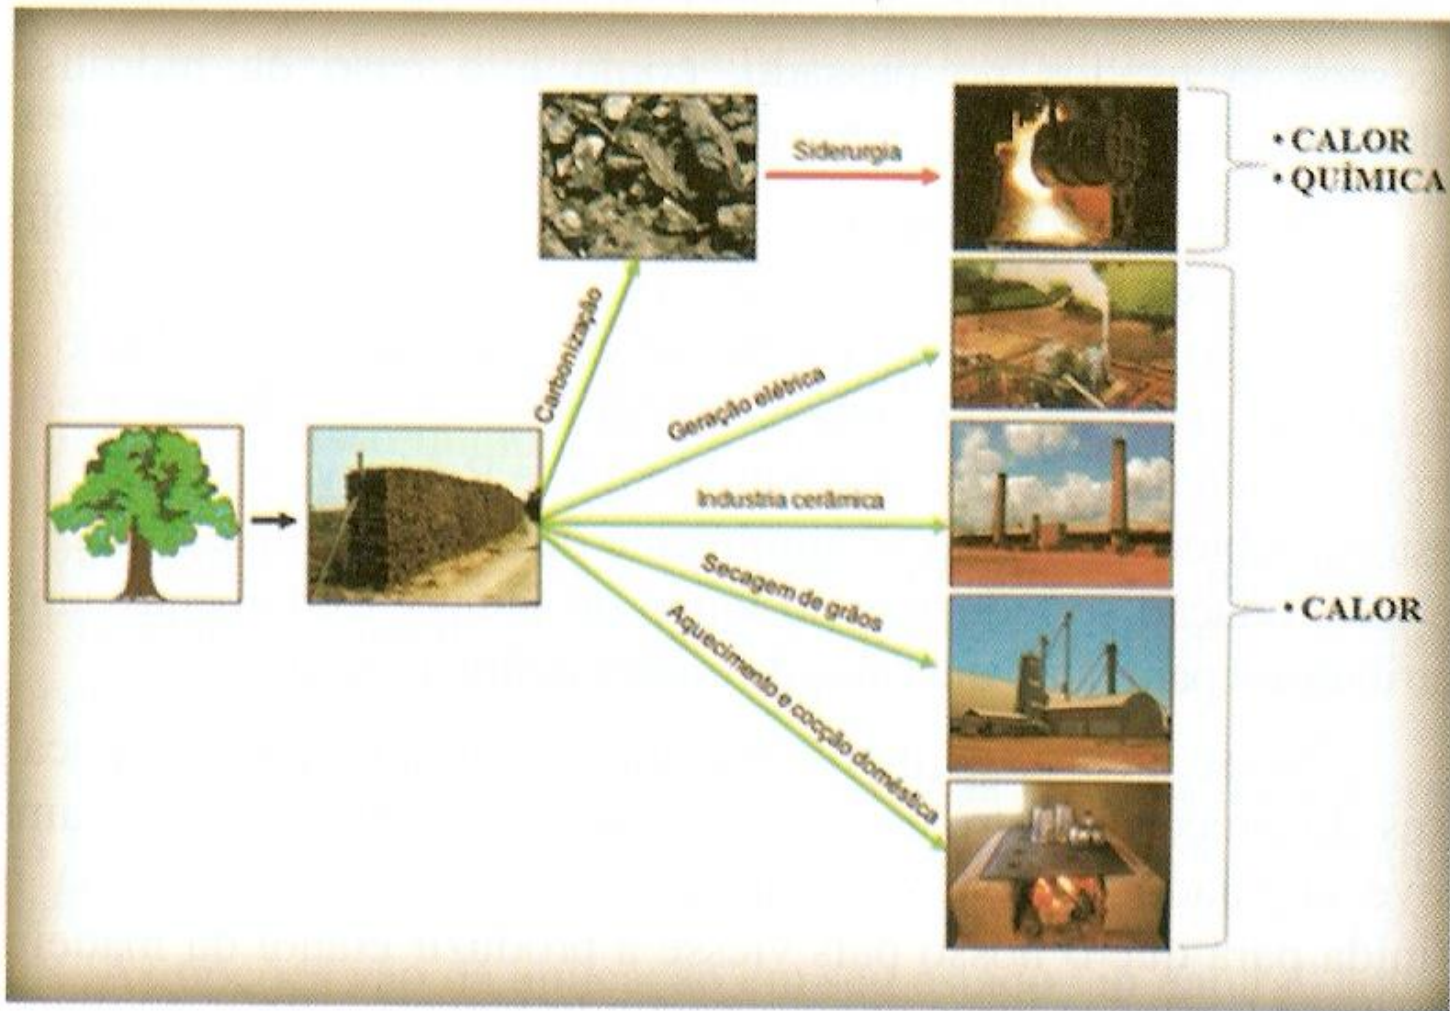 Siderurgia
• CALOR
• QUÍMICA
Carbonização
Geração elétrica
Industria cerâmica
Secagem de grãos
Aquecimento e cocção doméstica
• CALOR